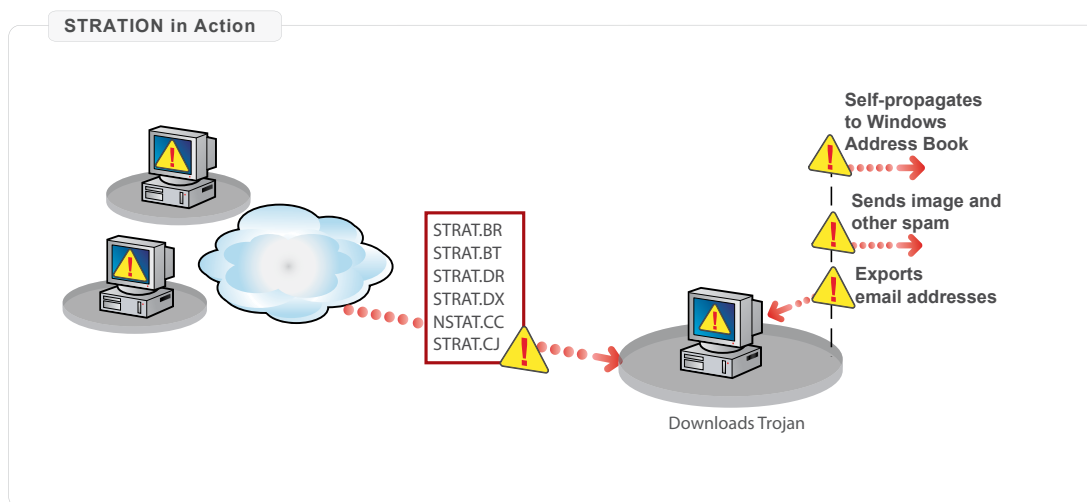 STRATION in Action
Self-propagates
to Windows
Address Book
Sends image and
other spam
Exports
email addresses
STRAT.BR
STRAT.BT
STRAT.DR
STRAT.DX
NSTAT.CC
STRAT.CJ
Downloads Trojan